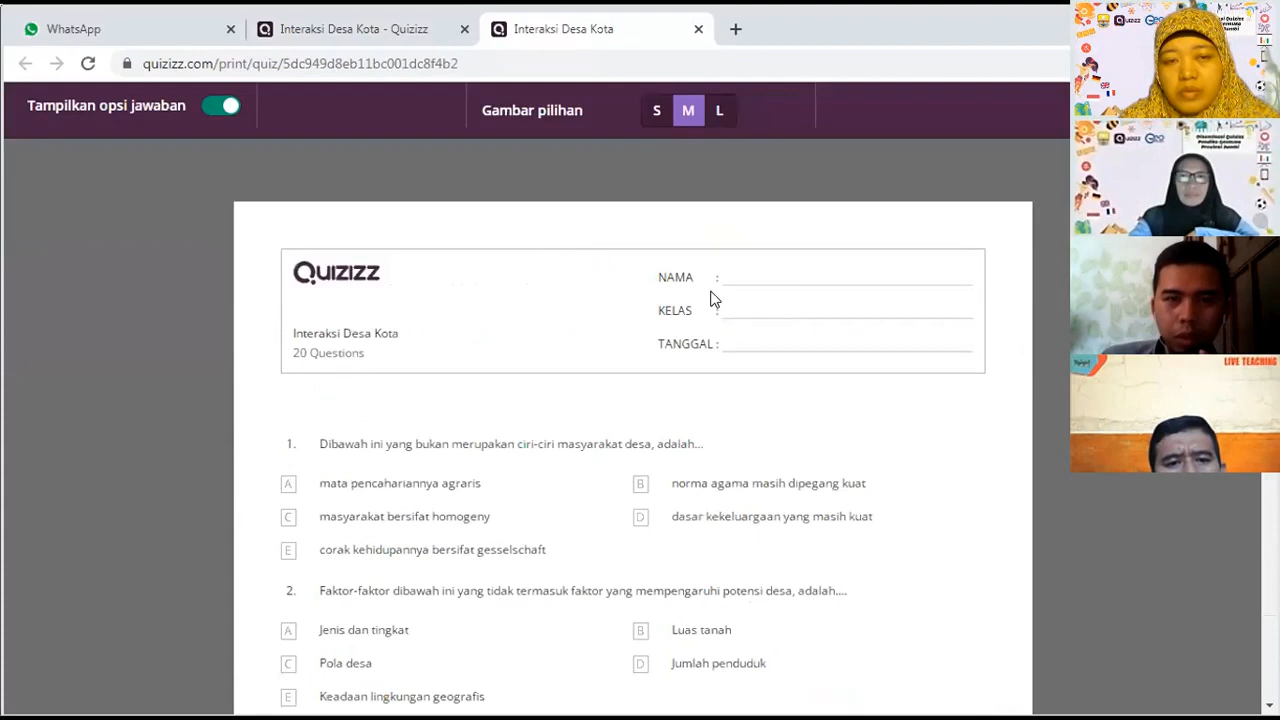 WhatsApp
Interaksi Desa Kota - Quizizz
Interaksi Desa Kota
quizizz.com/print/quiz/5dc949d8eb11bc001dc8f4b2
Tampilkan opsi jawaban
Gambar pilihan
S M L
Quizizz
NAMA :
KELAS :
TANGGAL :
Interaksi Desa Kota
20 Questions
1. Dibawah ini yang bukan merupakan ciri-ciri masyarakat desa, adalah...
A mata pencahariannya agraris
B norma agama masih dipegang kuat
C masyarakat bersifat homogeny
D dasar kekeluargaan yang masih kuat
E corak kehidupannya bersifat gesselschaft
2. Faktor-faktor dibawah ini yang tidak termasuk faktor yang mempengaruhi potensi desa, adalah....
A Jenis dan tingkat
B Luas tanah
C Pola desa
D Jumlah penduduk
E Keadaan lingkungan geografis
LIVE TEACHING